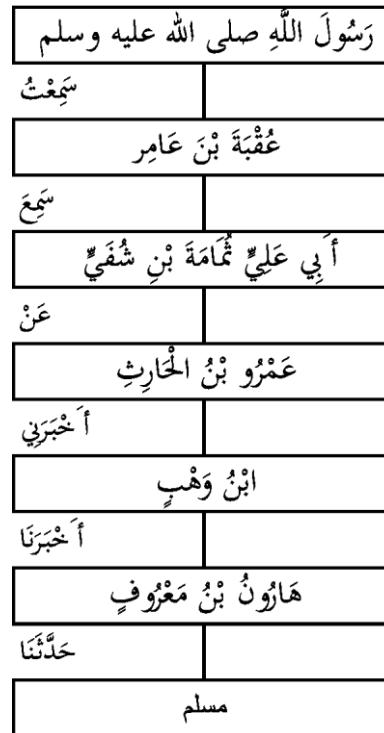 رَسُولَ اللَّهِ صلى الله عليه وسلم
سَمِعْتُ
عُقْبَةَ بْنَ عَامِر
سَمِعَ
أَبِي عَلِيٍّ ثُمَامَةَ بْنِ شُفَيٍّ
عَنْ
عَمْرُو بْنُ الْحَارِثِ
أَخْبَرَنِي
ابْنُ وَهْبٍ
أَخْبَرَنَا
هَارُونُ بْنُ مَعْرُوفٍ
حَدَّثَنَا
مسلم